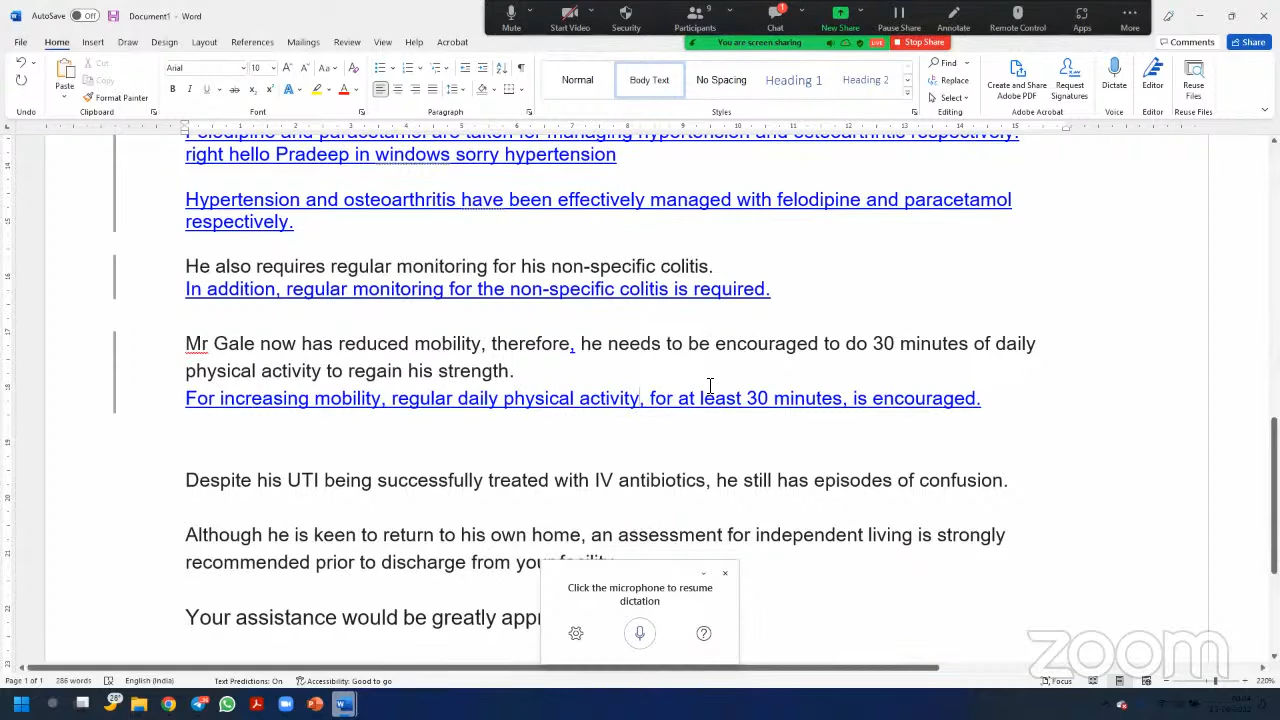 AutoSave Off Document1 - Word
Mute Start Video Security Participants 9 Chat 1 New Share Pause Share Annotate Remote Control Apps More
You are screen sharing LIVE Stop Share
File Home Insert Draw Design Layout References Mailings Review View Help Acrobat Comments Share
Paste Cut Copy Format Painter
Arial 10 Aa
Normal Body Text No Spacing Heading 1 Heading 2
Find Replace Select
Create and Share Adobe PDF Request Signatures Dictate Editor Reuse Files
Undo Clipboard Font Paragraph Styles Editing Adobe Acrobat Voice Editor Reuse Files
Felodipine and paracetamol are taken for managing hypertension and osteoarthritis respectively.
right hello Pradeep in windows sorry hypertension
Hypertension and osteoarthritis have been effectively managed with felodipine and paracetamol
respectively.
He also requires regular monitoring for his non-specific colitis.
In addition, regular monitoring for the non-specific colitis is required.
Mr Gale now has reduced mobility, therefore, he needs to be encouraged to do 30 minutes of daily
physical activity to regain his strength.
For increasing mobility, regular daily physical activity, for at least 30 minutes, is encouraged.
Despite his UTI being successfully treated with IV antibiotics, he still has episodes of confusion.
Although he is keen to return to his own home, an assessment for independent living is strongly
recommended prior to discharge from your facility.
Your assistance would be greatly appr
Click the microphone to resume
dictation
zoom
Page 1 of 1 286 words English (India) Text Predictions: On Accessibility: Good to go Focus 220%
28°